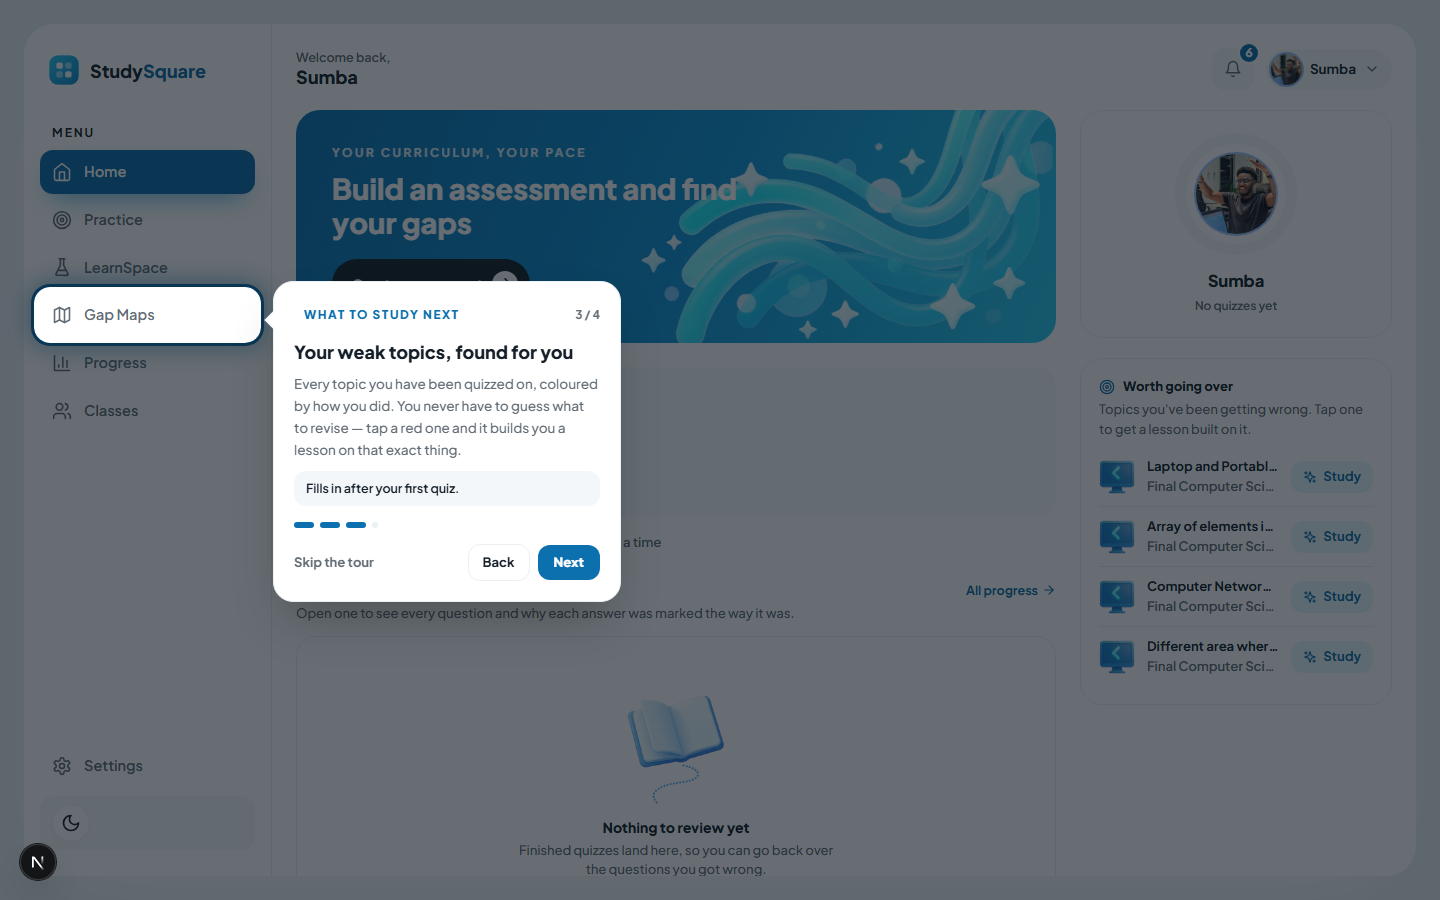 StudySquare
MENU
Home
Practice
LearnSpace
Gap Maps
Progress
Classes
Settings
N
Welcome back,
Sumba
6
Sumba
YOUR CURRICULUM, YOUR PACE
Build an assessment and find
your gaps
WHAT TO STUDY NEXT
3 / 4
Your weak topics, found for you
Every topic you have been quizzed on, coloured
by how you did. You never have to guess what
to revise — tap a red one and it builds you a
lesson on that exact thing.
Fills in after your first quiz.
Skip the tour
Back
Next
a time
All progress →
Open one to see every question and why each answer was marked the way it was.
Nothing to review yet
Finished quizzes land here, so you can go back over
the questions you got wrong.
Sumba
No quizzes yet
Worth going over
Topics you've been getting wrong. Tap one
to get a lesson built on it.
Laptop and Portabl...
Final Computer Sci...
Study
Array of elements i...
Final Computer Sci...
Study
Computer Networ...
Final Computer Sci...
Study
Different area wher...
Final Computer Sci...
Study